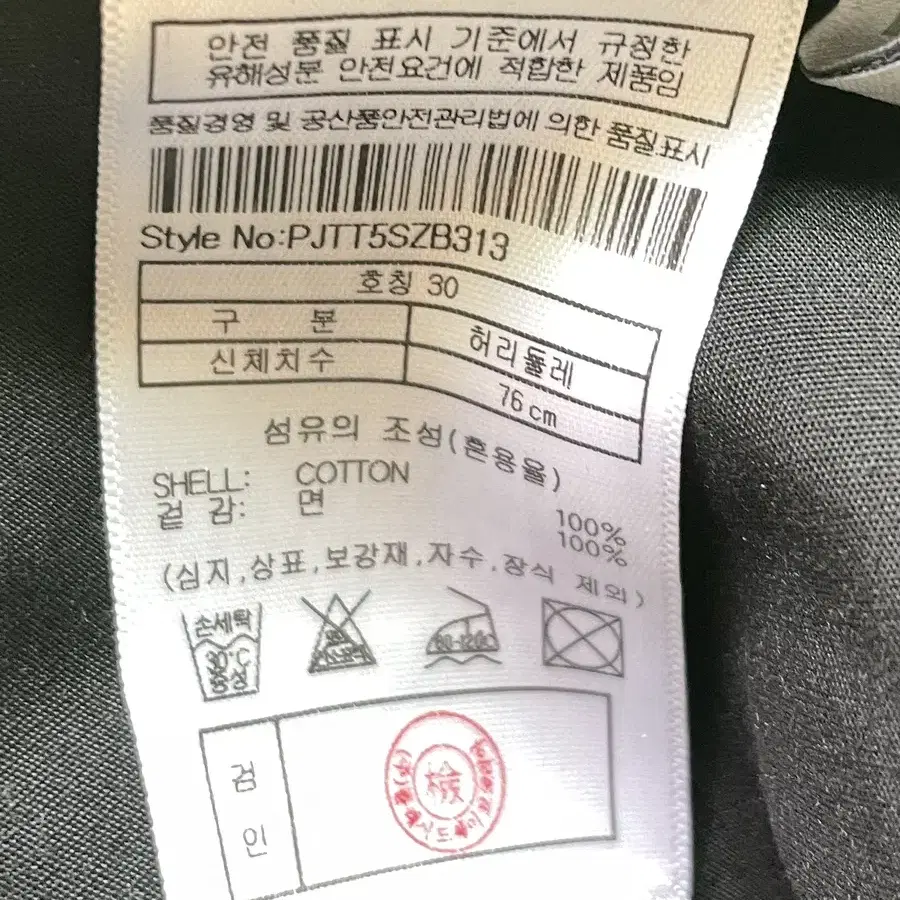 안전 품질 표시 기준에서 규정한
유해성분 안전요건에 적합한 제품임
품질경영 및 공산품안전관리법에 의한 품질표시
Style No:PJTT5SZB313
호칭 30
구 분 허리둘레
신체치수 76cm
섬유의 조성(혼용율)
SHELL: COTTON 100%
겉 감: 면 100%
(심지,상표,보강재,자수,장식 제외)
손세탁
30°C
중성
검
인
檢